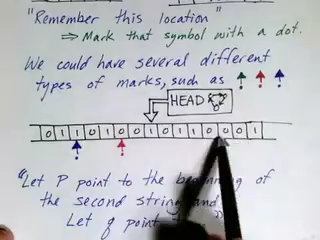 "Remember this location"
⇒ Mark that symbol with a dot.
We could have several different
types of marks, such as
HEAD
0 1 1 0 1 0 0 1 0 1 1 0 0 0 1
"Let P point to the beginning of
the second string and
Let q point